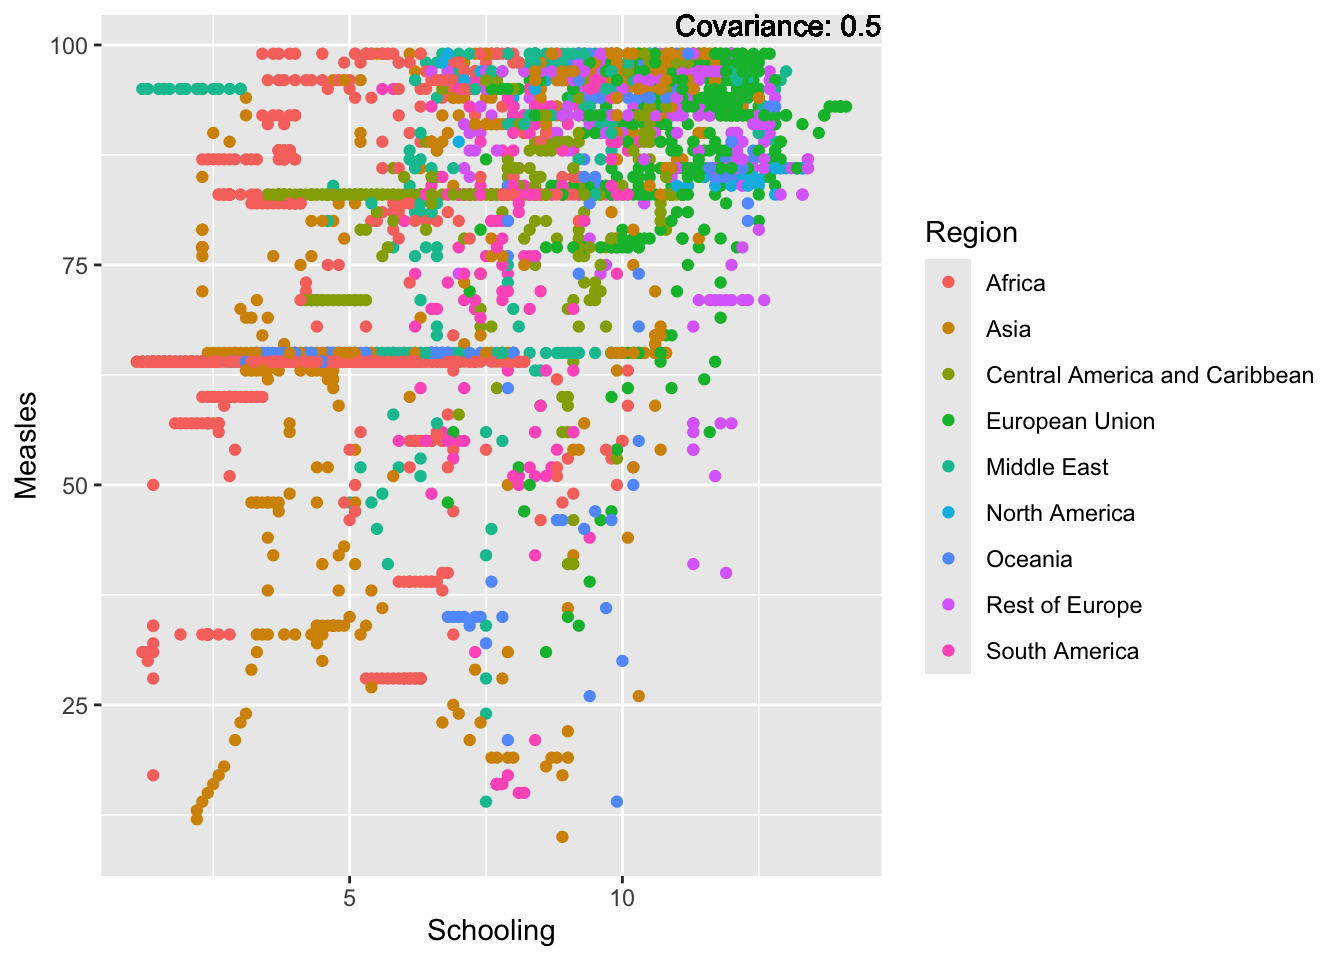 Covariance: 0.5
100
75
50
25
Measles
5
10
Schooling
Region
Africa
Asia
Central America and Caribbean
European Union
Middle East
North America
Oceania
Rest of Europe
South America